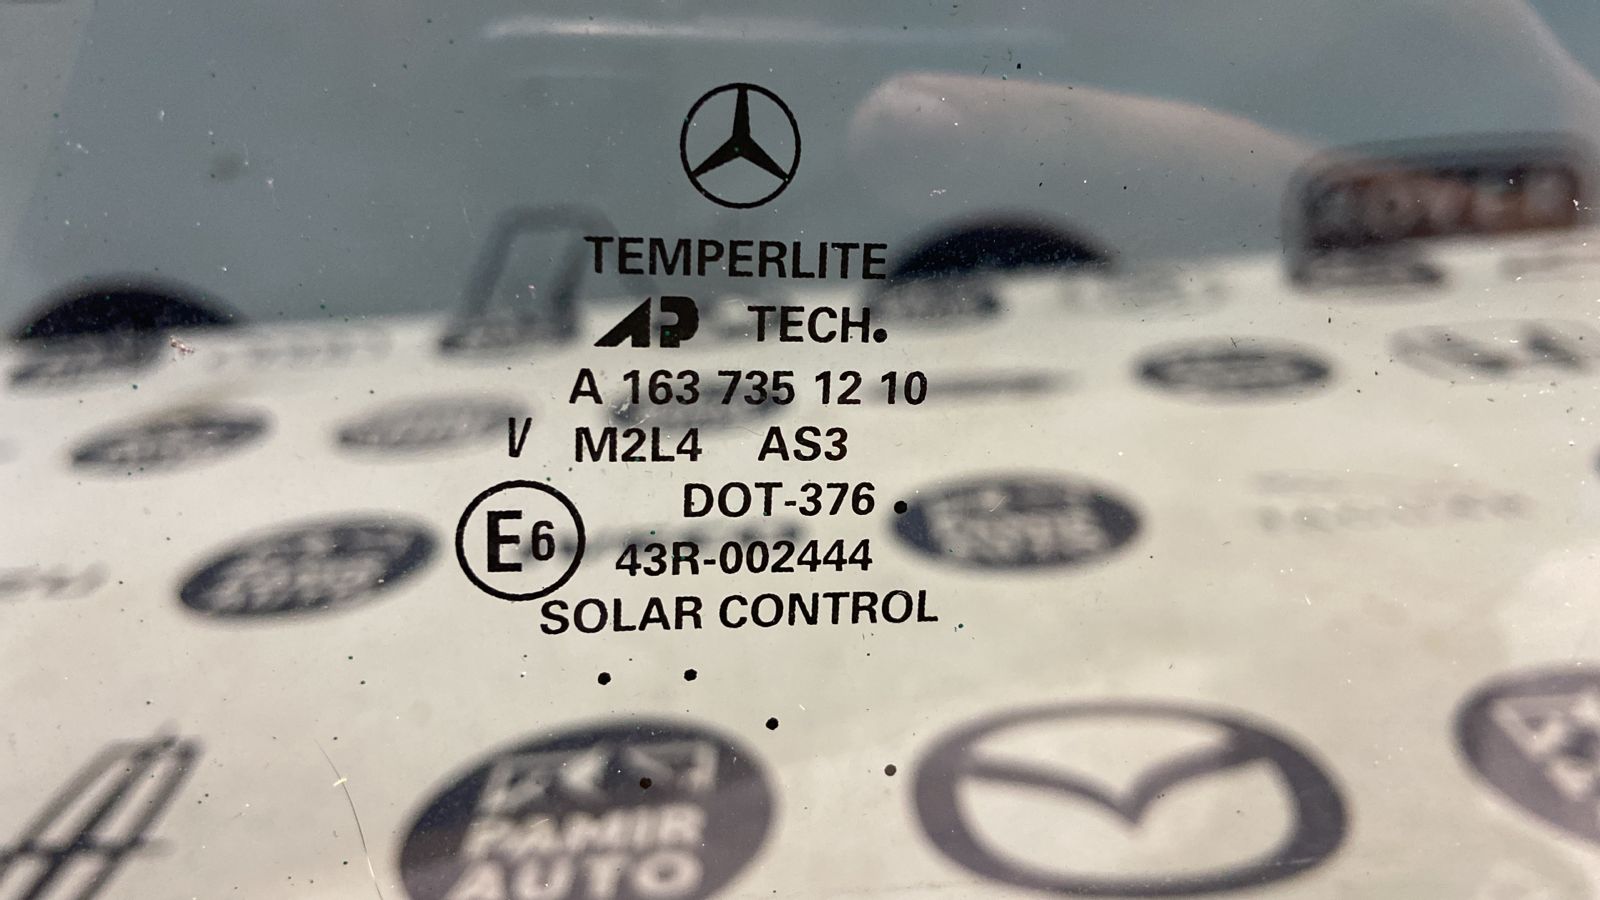 TEMPERLITE
AP TECH.
A 163 735 12 10
V M2L4 AS3
DOT-376 .
E6 43R-002444
SOLAR CONTROL
PAMIR
AUTO